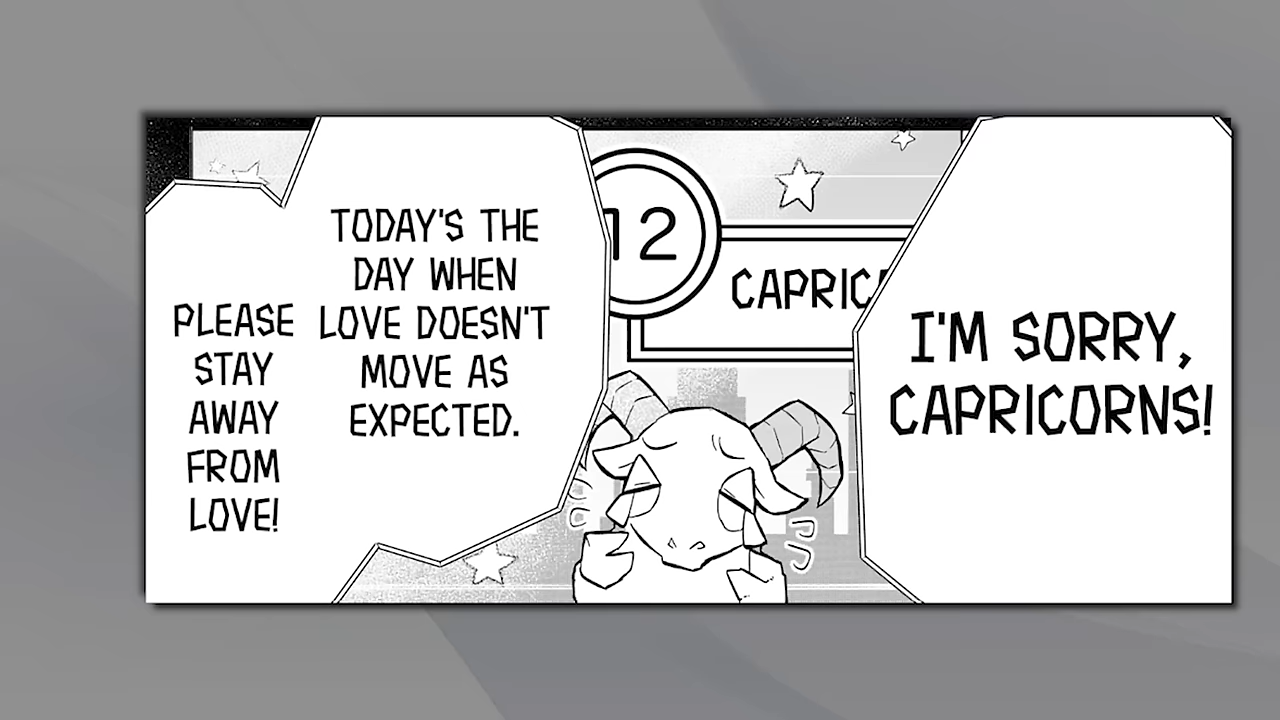 I'M SORRY,
CAPRICORNS!
12
CAPRIC
TODAY'S THE
DAY WHEN
LOVE DOESN'T
MOVE AS
EXPECTED.
PLEASE
STAY
AWAY
FROM
LOVE!